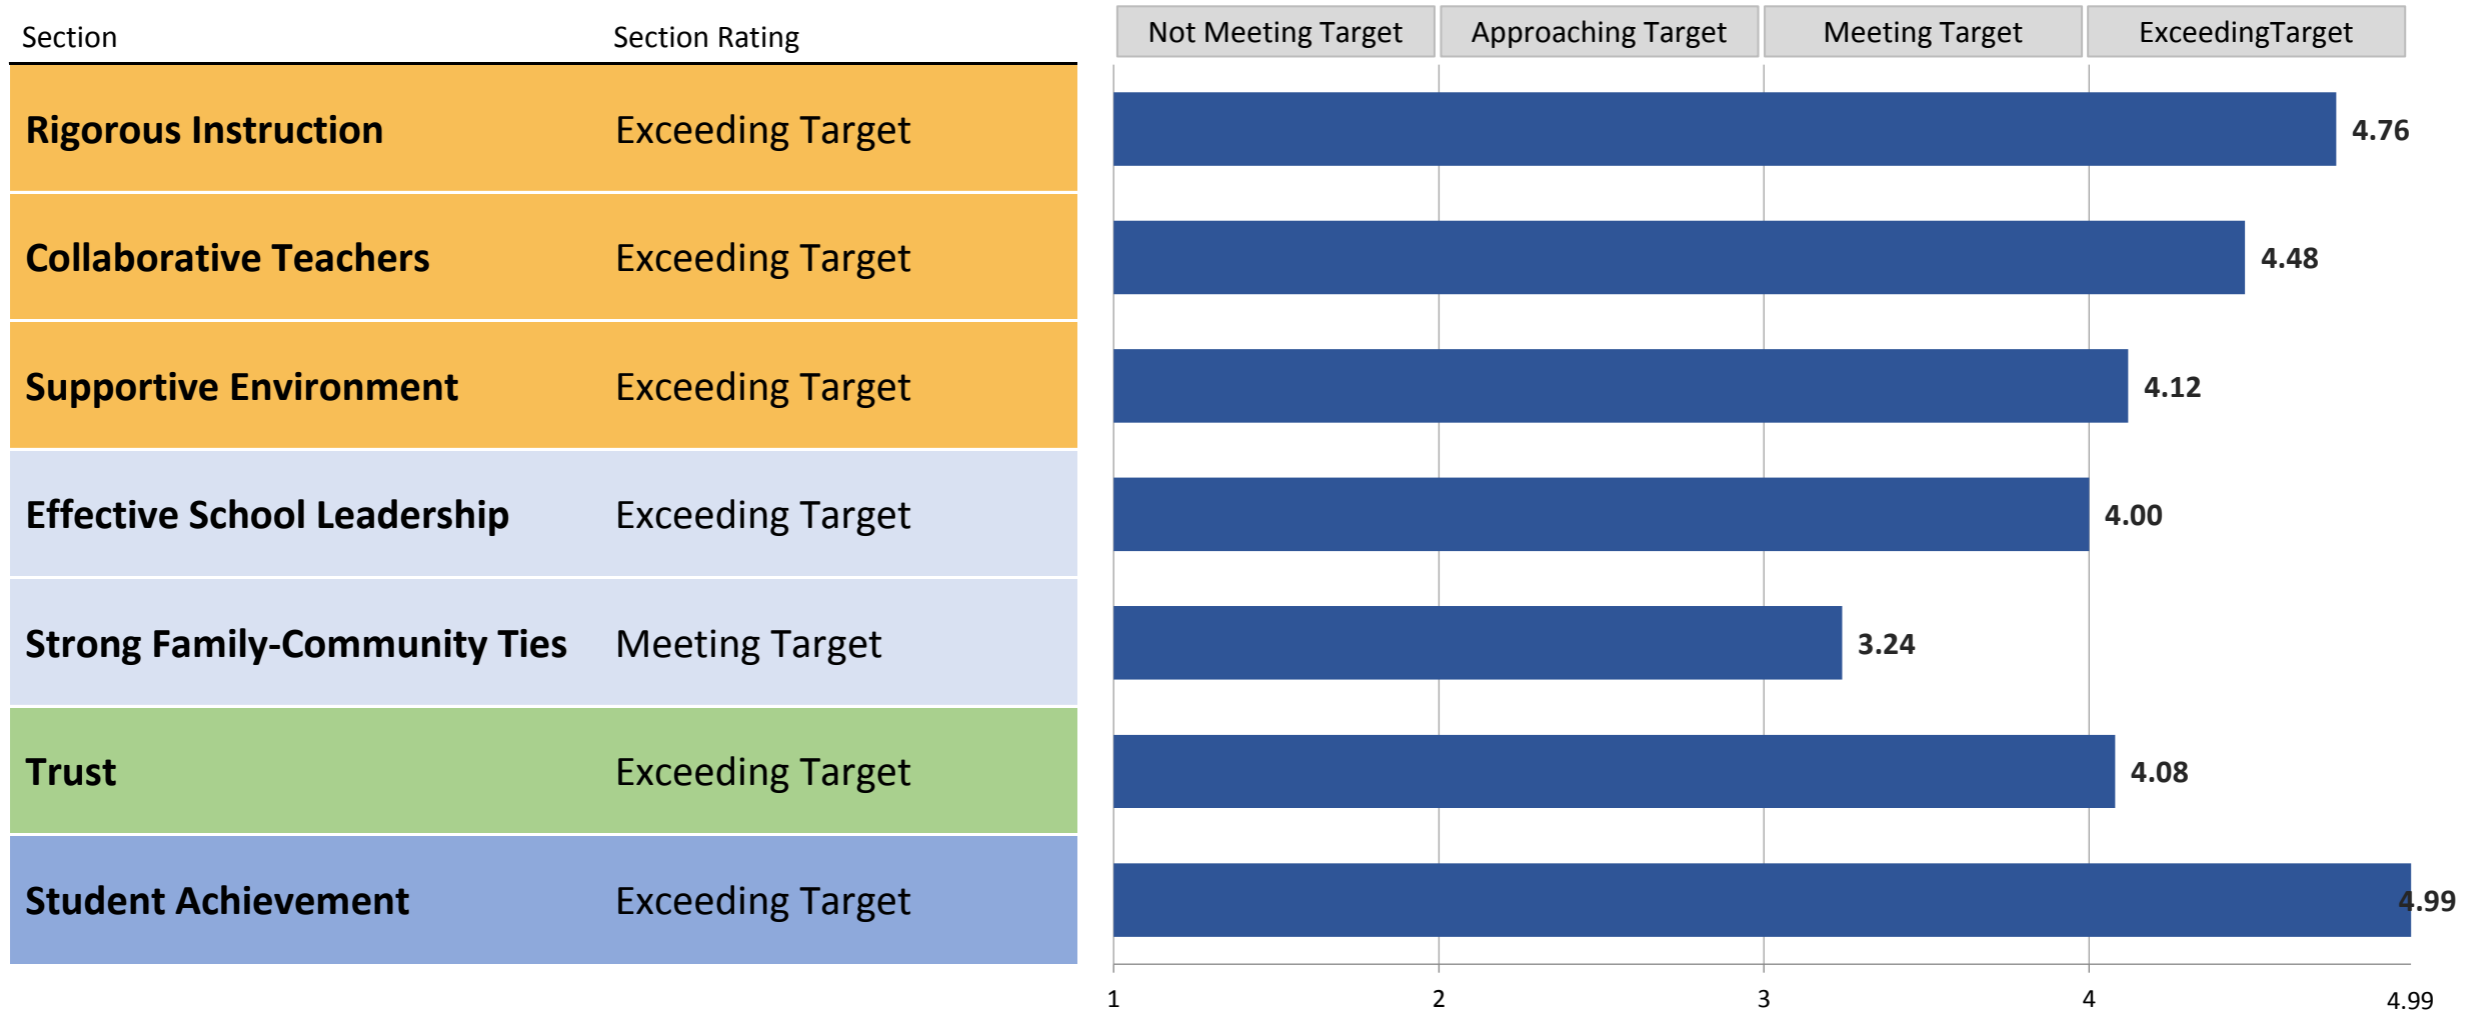 Section Section Rating Not Meeting Target Approaching Target Meeting Target ExceedingTarget
Rigorous Instruction Exceeding Target 4.76
Collaborative Teachers Exceeding Target 4.48
Supportive Environment Exceeding Target 4.12
Effective School Leadership Exceeding Target 4.00
Strong Family-Community Ties Meeting Target 3.24
Trust Exceeding Target 4.08
Student Achievement Exceeding Target 4.99
1 2 3 4 4.99